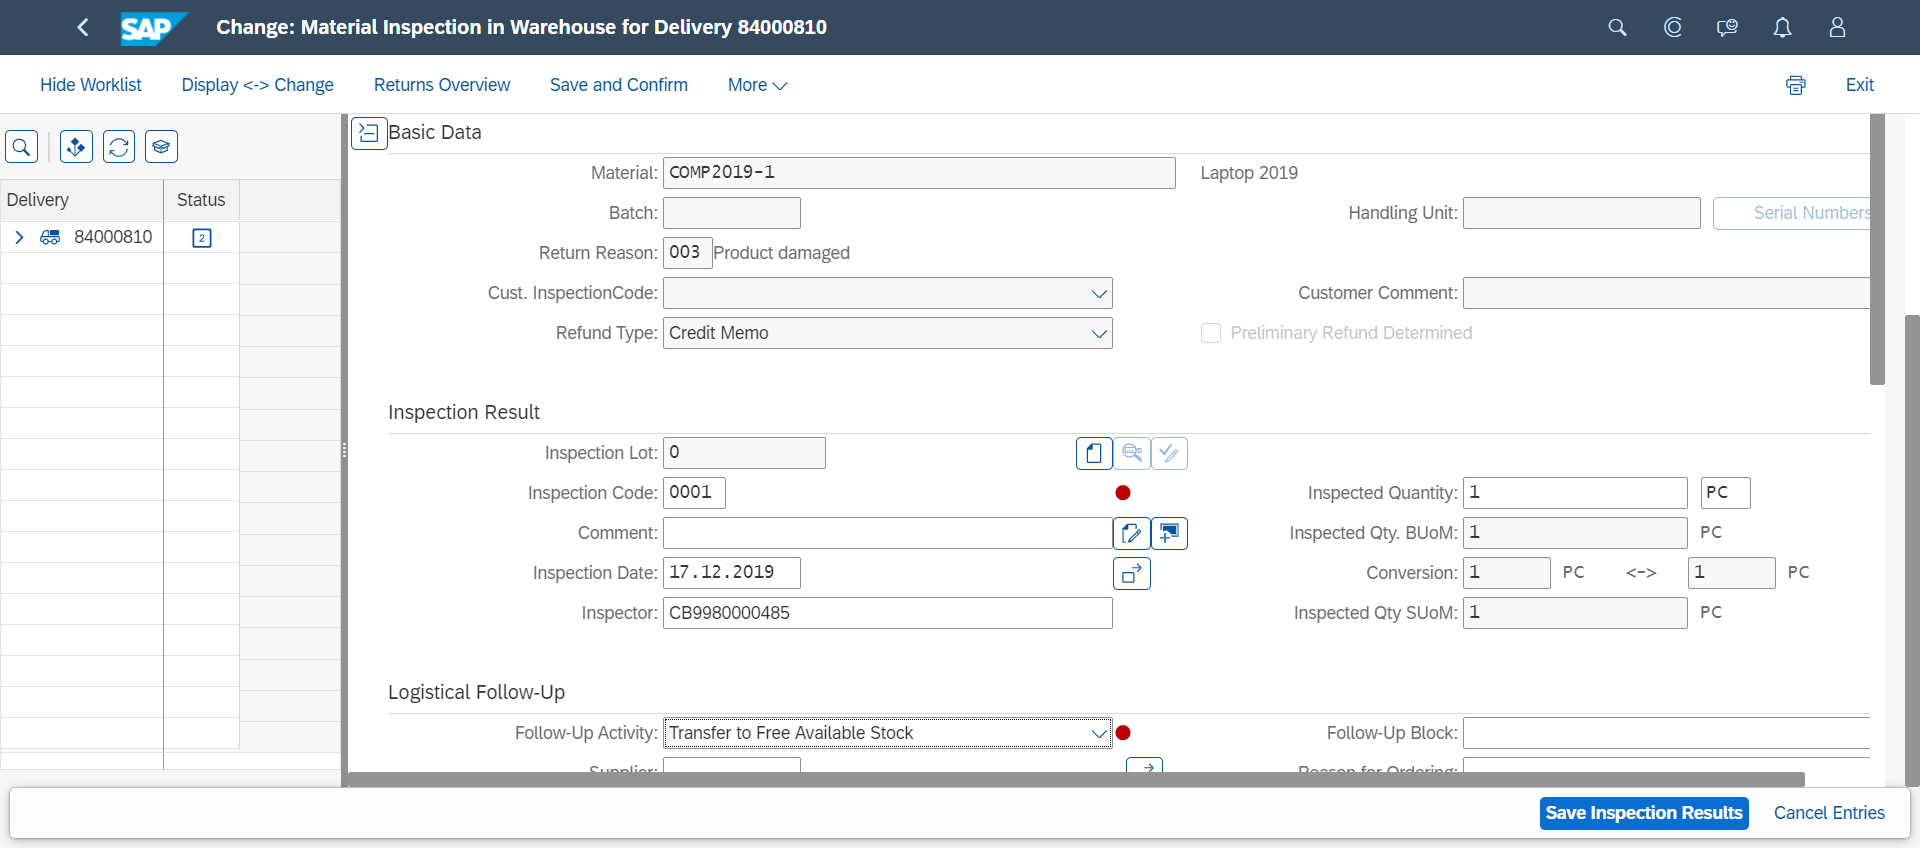 SAP Change: Material Inspection in Warehouse for Delivery 84000810
Hide Worklist Display <-> Change Returns Overview Save and Confirm More Exit
Basic Data
Material: COMP2019-1 Laptop 2019
Delivery Status
Batch: Handling Unit: Serial Numbers
84000810 2
Return Reason: 003 Product damaged
Cust. InspectionCode: Customer Comment:
Refund Type: Credit Memo Preliminary Refund Determined
Inspection Result
Inspection Lot: 0
Inspection Code: 0001 Inspected Quantity: 1 PC
Comment: Inspected Qty. BUoM: 1 PC
Inspection Date: 17.12.2019 Conversion: 1 PC <-> 1 PC
Inspector: CB9980000485 Inspected Qty SUoM: 1 PC
Logistical Follow-Up
Follow-Up Activity: Transfer to Free Available Stock Follow-Up Block:
Supplier: Reason for Ordering:
Save Inspection Results Cancel Entries